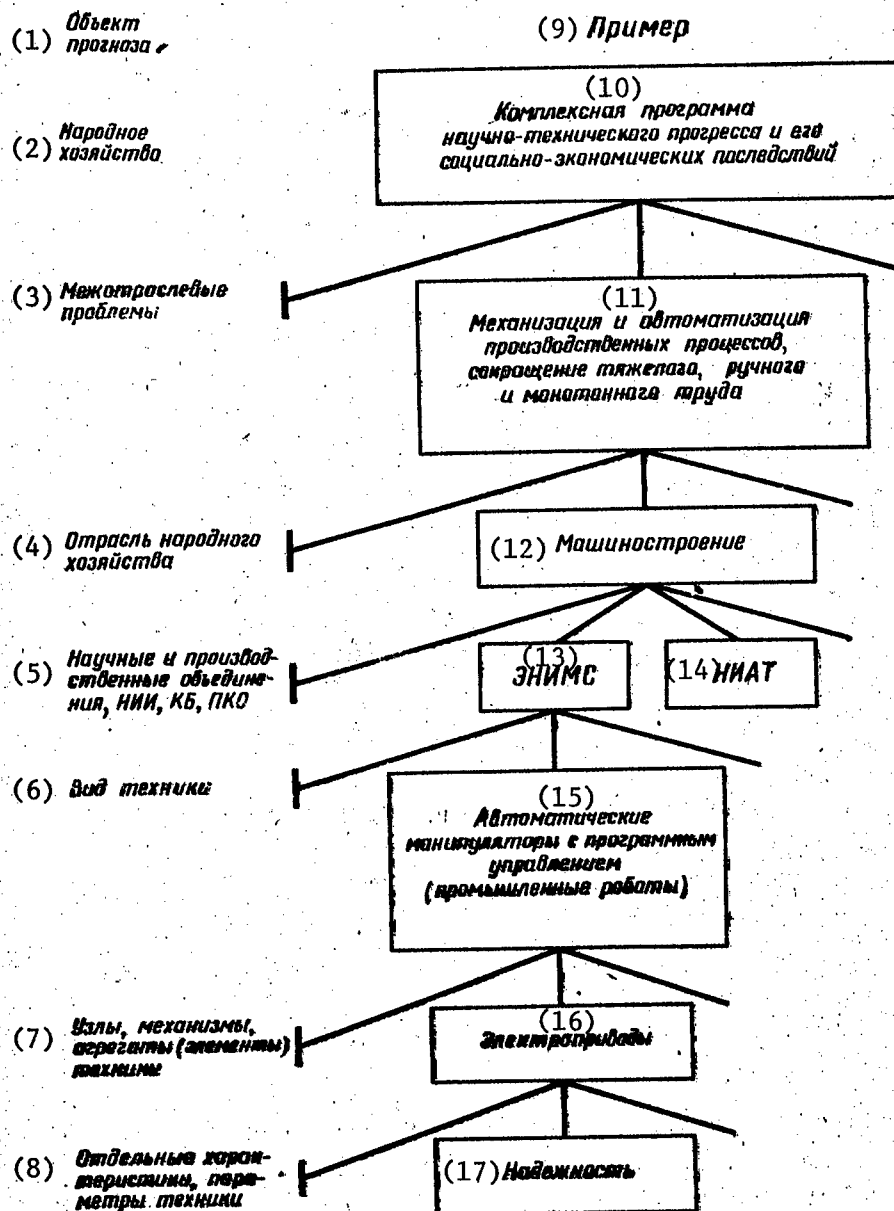 (1) Объект
прогноза
(9) Пример
(10)
Комплексная программа
научно-технического прогресса и его
социально-экономических последствий
(2) Народное
хозяйство
(3) Межотраслевые
проблемы
(11)
Механизация и автоматизация
производственных процессов,
сокращение тяжелого, ручного
и монотонного труда
(4) Отрасль народного
хозяйства
(12) Машиностроение
(5) Научные и производ-
ственные объедине-
ния, НИИ, КБ, ПКО
(13)
ЭНИМС
(14) НИАТ
(6) Вид техники
(15)
Автоматические
манипуляторы с программным
управлением
(промышленные роботы)
(7) Узлы, механизмы,
агрегаты (элементы)
техники
(16)
Электроприводы
(8) Отдельные харак-
теристики, пара-
метры техники
(17) Надежность